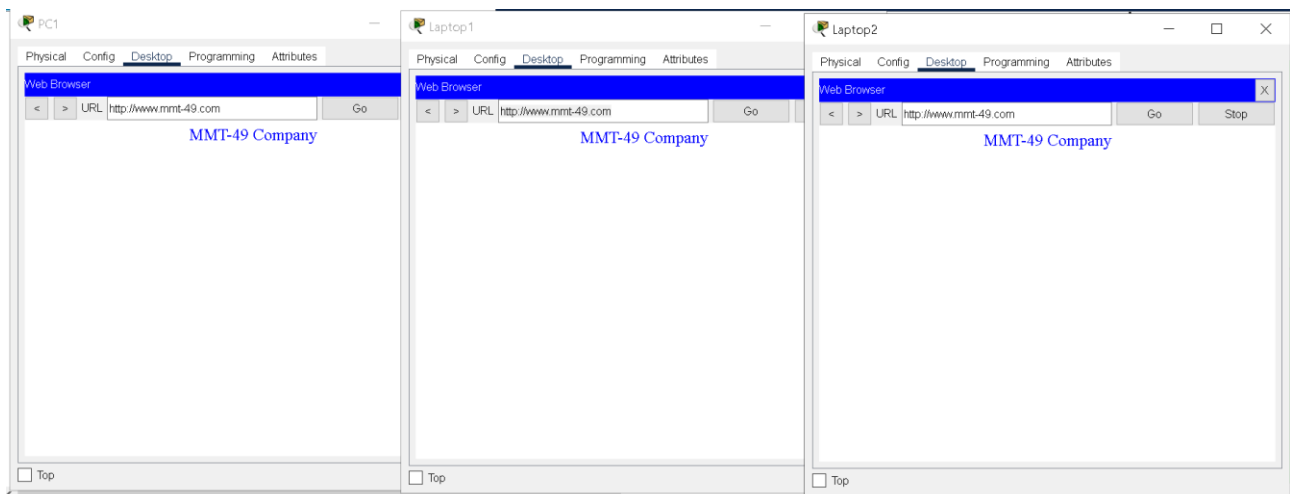 PC1
Physical Config Desktop Programming Attributes
Web Browser
< > URL http://www.mmt-49.com Go
MMT-49 Company
Top
Laptop1
Physical Config Desktop Programming Attributes
Web Browser
< > URL http://www.mmt-49.com Go
MMT-49 Company
Top
Laptop2
Physical Config Desktop Programming Attributes
Web Browser X
< > URL http://www.mmt-49.com Go Stop
MMT-49 Company
Top